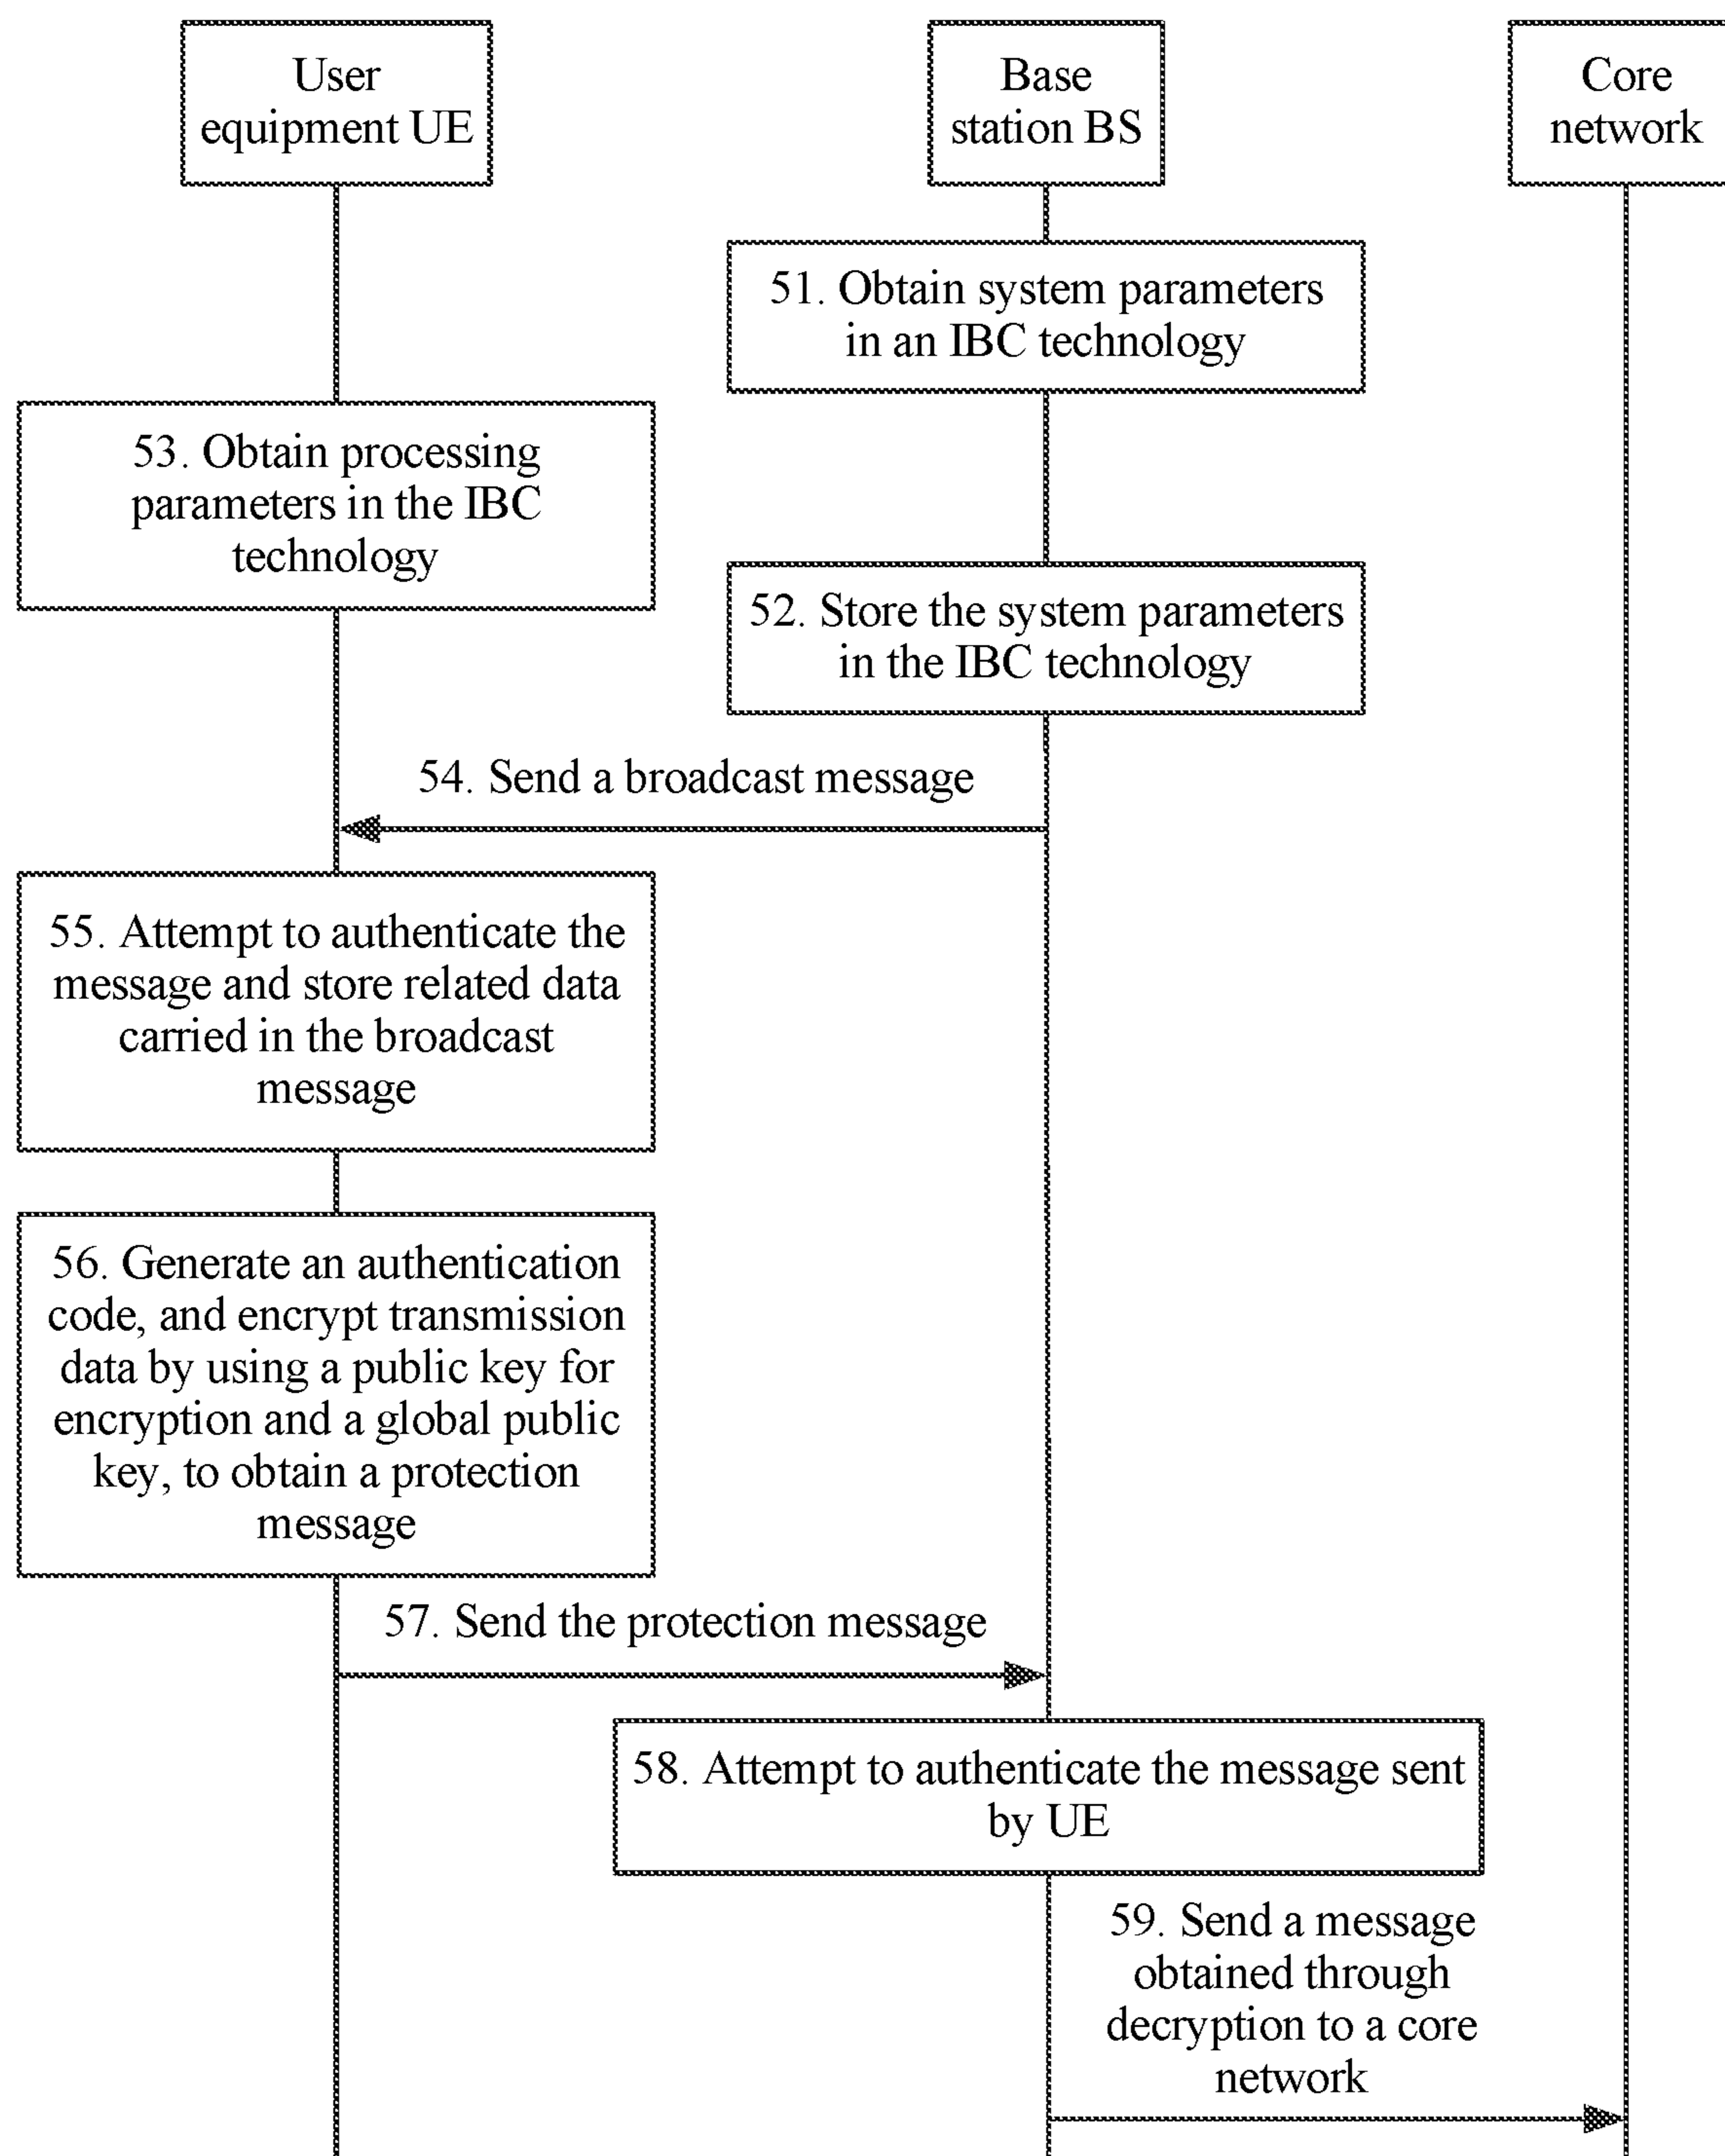 User
equipment UE
Base
station BS
Core
network
51. Obtain system parameters
in an IBC technology
53. Obtain processing
parameters in the IBC
technology
52. Store the system parameters
in the IBC technology
54. Send a broadcast message
55. Attempt to authenticate the
message and store related data
carried in the broadcast
message
56. Generate an authentication
code, and encrypt transmission
data by using a public key for
encryption and a global public
key, to obtain a protection
message
57. Send the protection message
58. Attempt to authenticate the message sent
by UE
59. Send a message
obtained through
decryption to a core
network